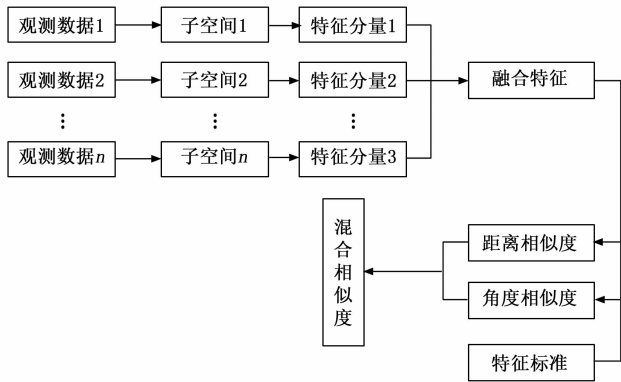 观测数据1
子空间1
特征分量1
观测数据2
子空间2
特征分量2
融合特征
⋮
⋮
⋮
观测数据n
子空间n
特征分量3
混合相似度
距离相似度
角度相似度
特征标准